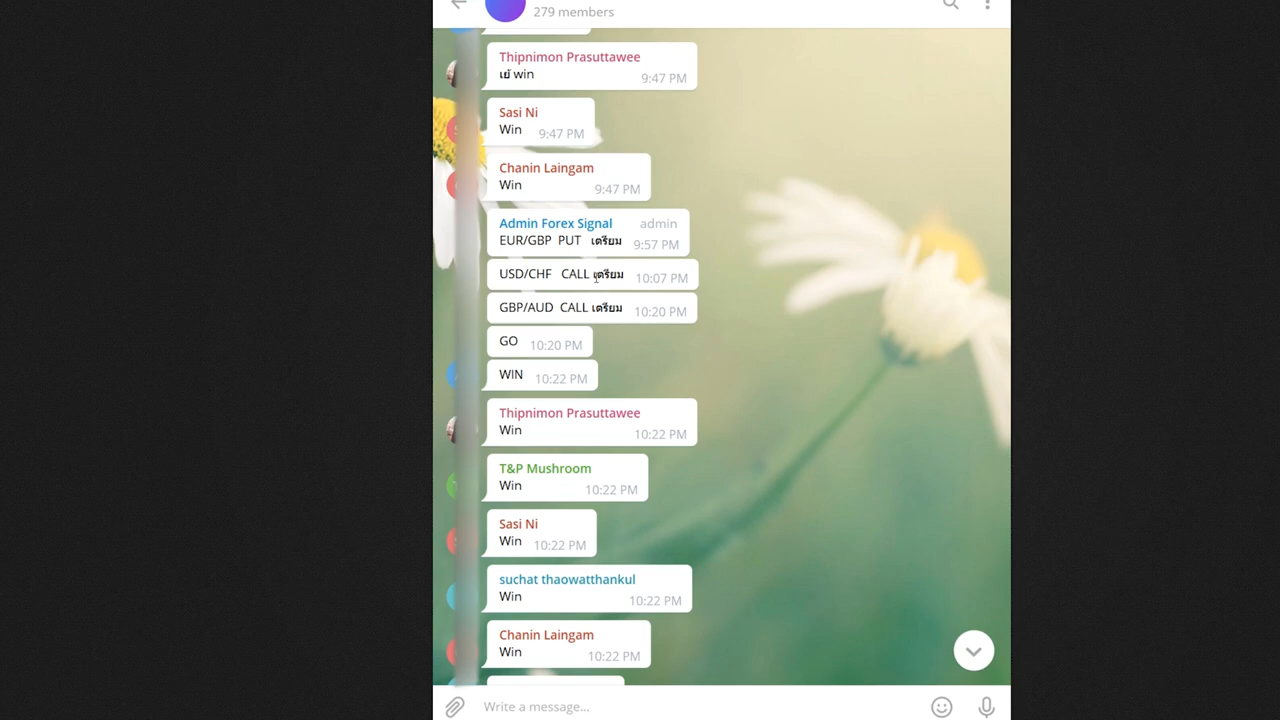 279 members
Thipnimon Prasuttawee
เย้ win 9:47 PM
Sasi Ni
Win 9:47 PM
Chanin Laingam
Win 9:47 PM
Admin Forex Signal admin
EUR/GBP PUT เตรียม 9:57 PM
USD/CHF CALL เตรียม 10:07 PM
GBP/AUD CALL เตรียม 10:20 PM
GO 10:20 PM
WIN 10:22 PM
Thipnimon Prasuttawee
Win 10:22 PM
T&P Mushroom
Win 10:22 PM
Sasi Ni
Win 10:22 PM
suchat thaowatthankul
Win 10:22 PM
Chanin Laingam
Win 10:22 PM
Write a message...